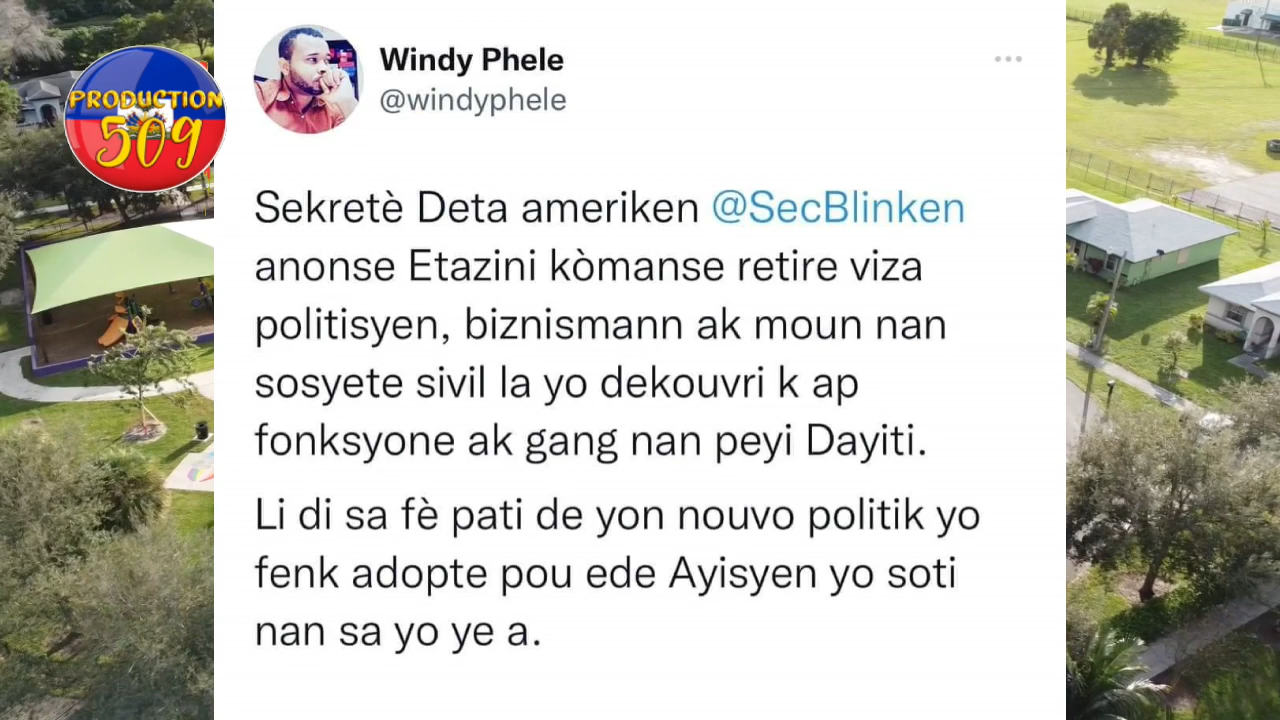 PRODUCTION
509
Windy Phele
@windyphele
Sekretè Deta ameriken @SecBlinken
anonse Etazini kòmanse retire viza
politisyen, biznismann ak moun nan
sosyete sivil la yo dekouvri k ap
fonksyone ak gang nan peyi Dayiti.
Li di sa fè pati de yon nouvo politik yo
fenk adopte pou ede Ayisyen yo soti
nan sa yo ye a.